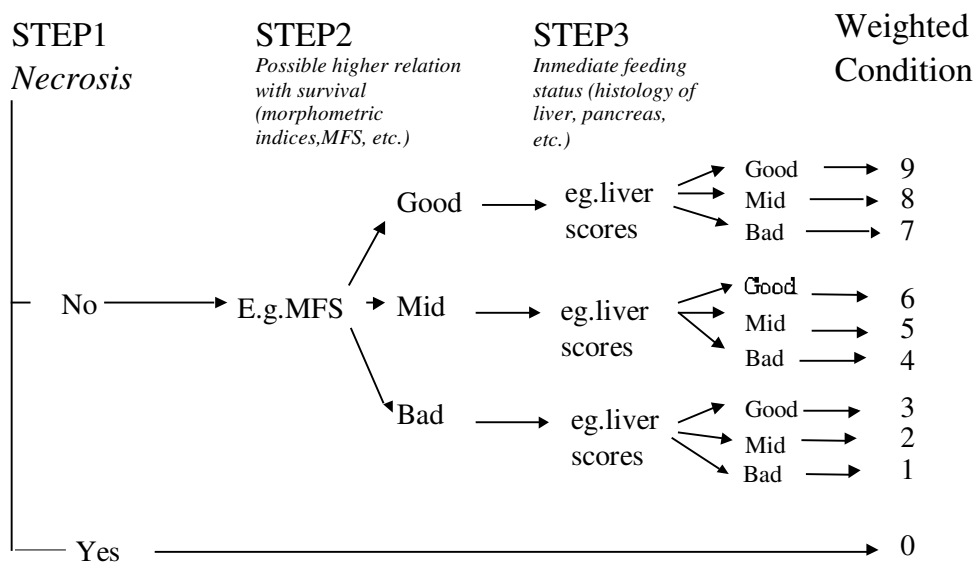 STEP1
Necrosis
STEP2
Possible higher relation
with survival
(morphometric
indices,MFS, etc.)
STEP3
Inmediate feeding
status (histology of
liver, pancreas,
etc.)
Weighted
Condition
No
E.g.MFS
Good
eg.liver
scores
Good 9
Mid 8
Bad 7
Mid
eg.liver
scores
Good 6
Mid 5
Bad 4
Bad
eg.liver
scores
Good 3
Mid 2
Bad 1
Yes 0